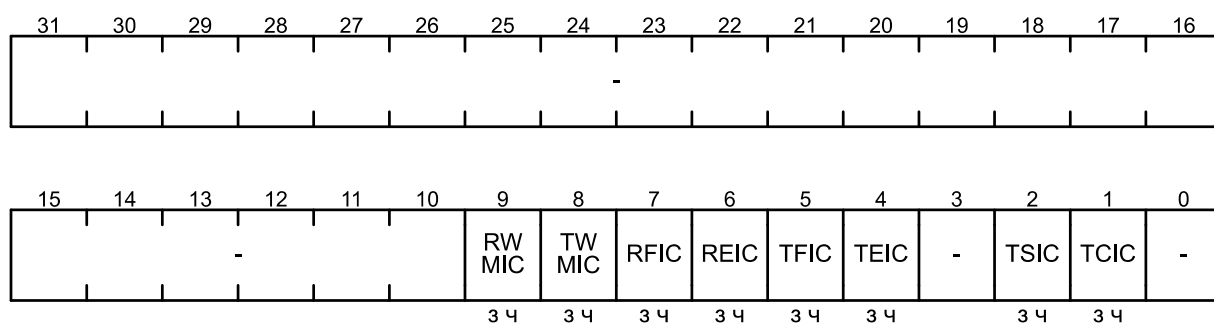 31 30 29 28 27 26 25 24 23 22 21 20 19 18 17 16
-
15 14 13 12 11 10 9 8 7 6 5 4 3 2 1 0
- RW MIC TW MIC RFIC REIC TFIC TEIC - TSIC TCIC -
з ч з ч з ч з ч з ч з ч з ч з ч